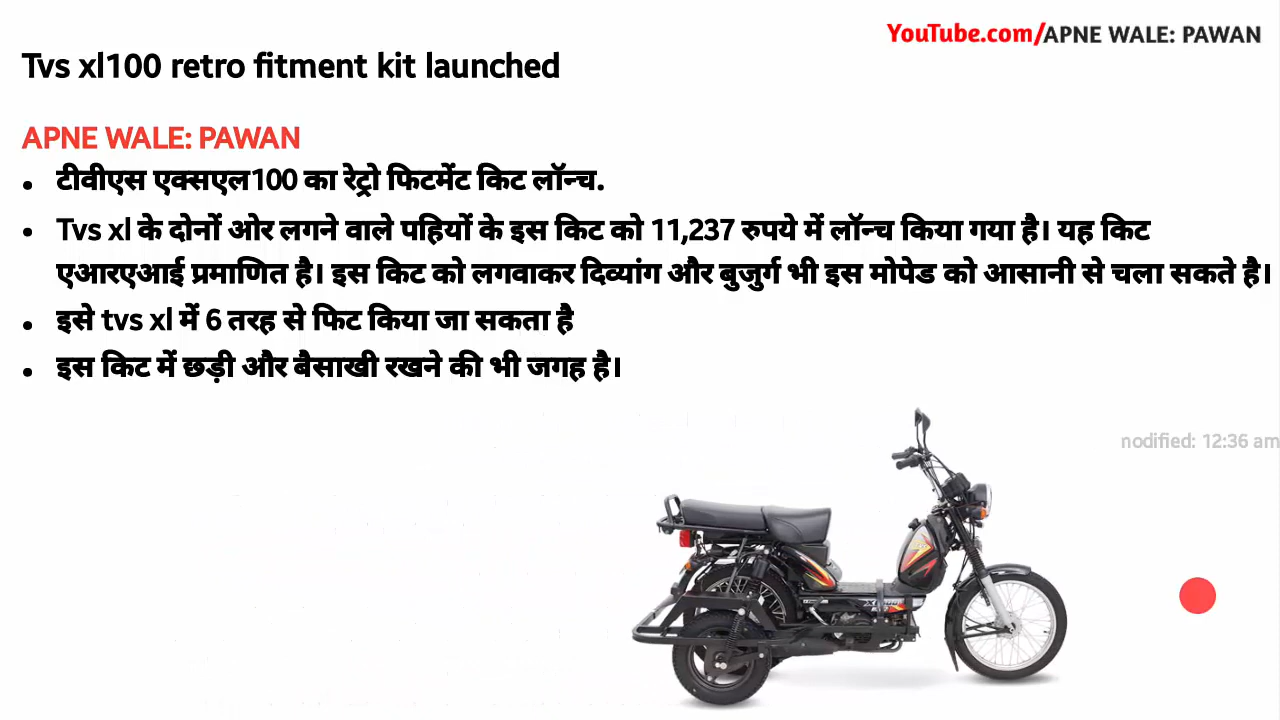 YouTube.com/APNE WALE: PAWAN
Tvs xl100 retro fitment kit launched
APNE WALE: PAWAN
• टीवीएस एक्सएल100 का रेट्रो फिटमेंट किट लॉन्च.
• Tvs xl के दोनों ओर लगने वाले पहियों के इस किट को 11,237 रुपये में लॉन्च किया गया है। यह किट
एआरएआई प्रमाणित है। इस किट को लगवाकर दिव्यांग और बुजुर्ग भी इस मोपेड को आसानी से चला सकते है।
• इसे tvs xl में 6 तरह से फिट किया जा सकता है
• इस किट में छड़ी और बैसाखी रखने की भी जगह है।
nodified: 12:36 am